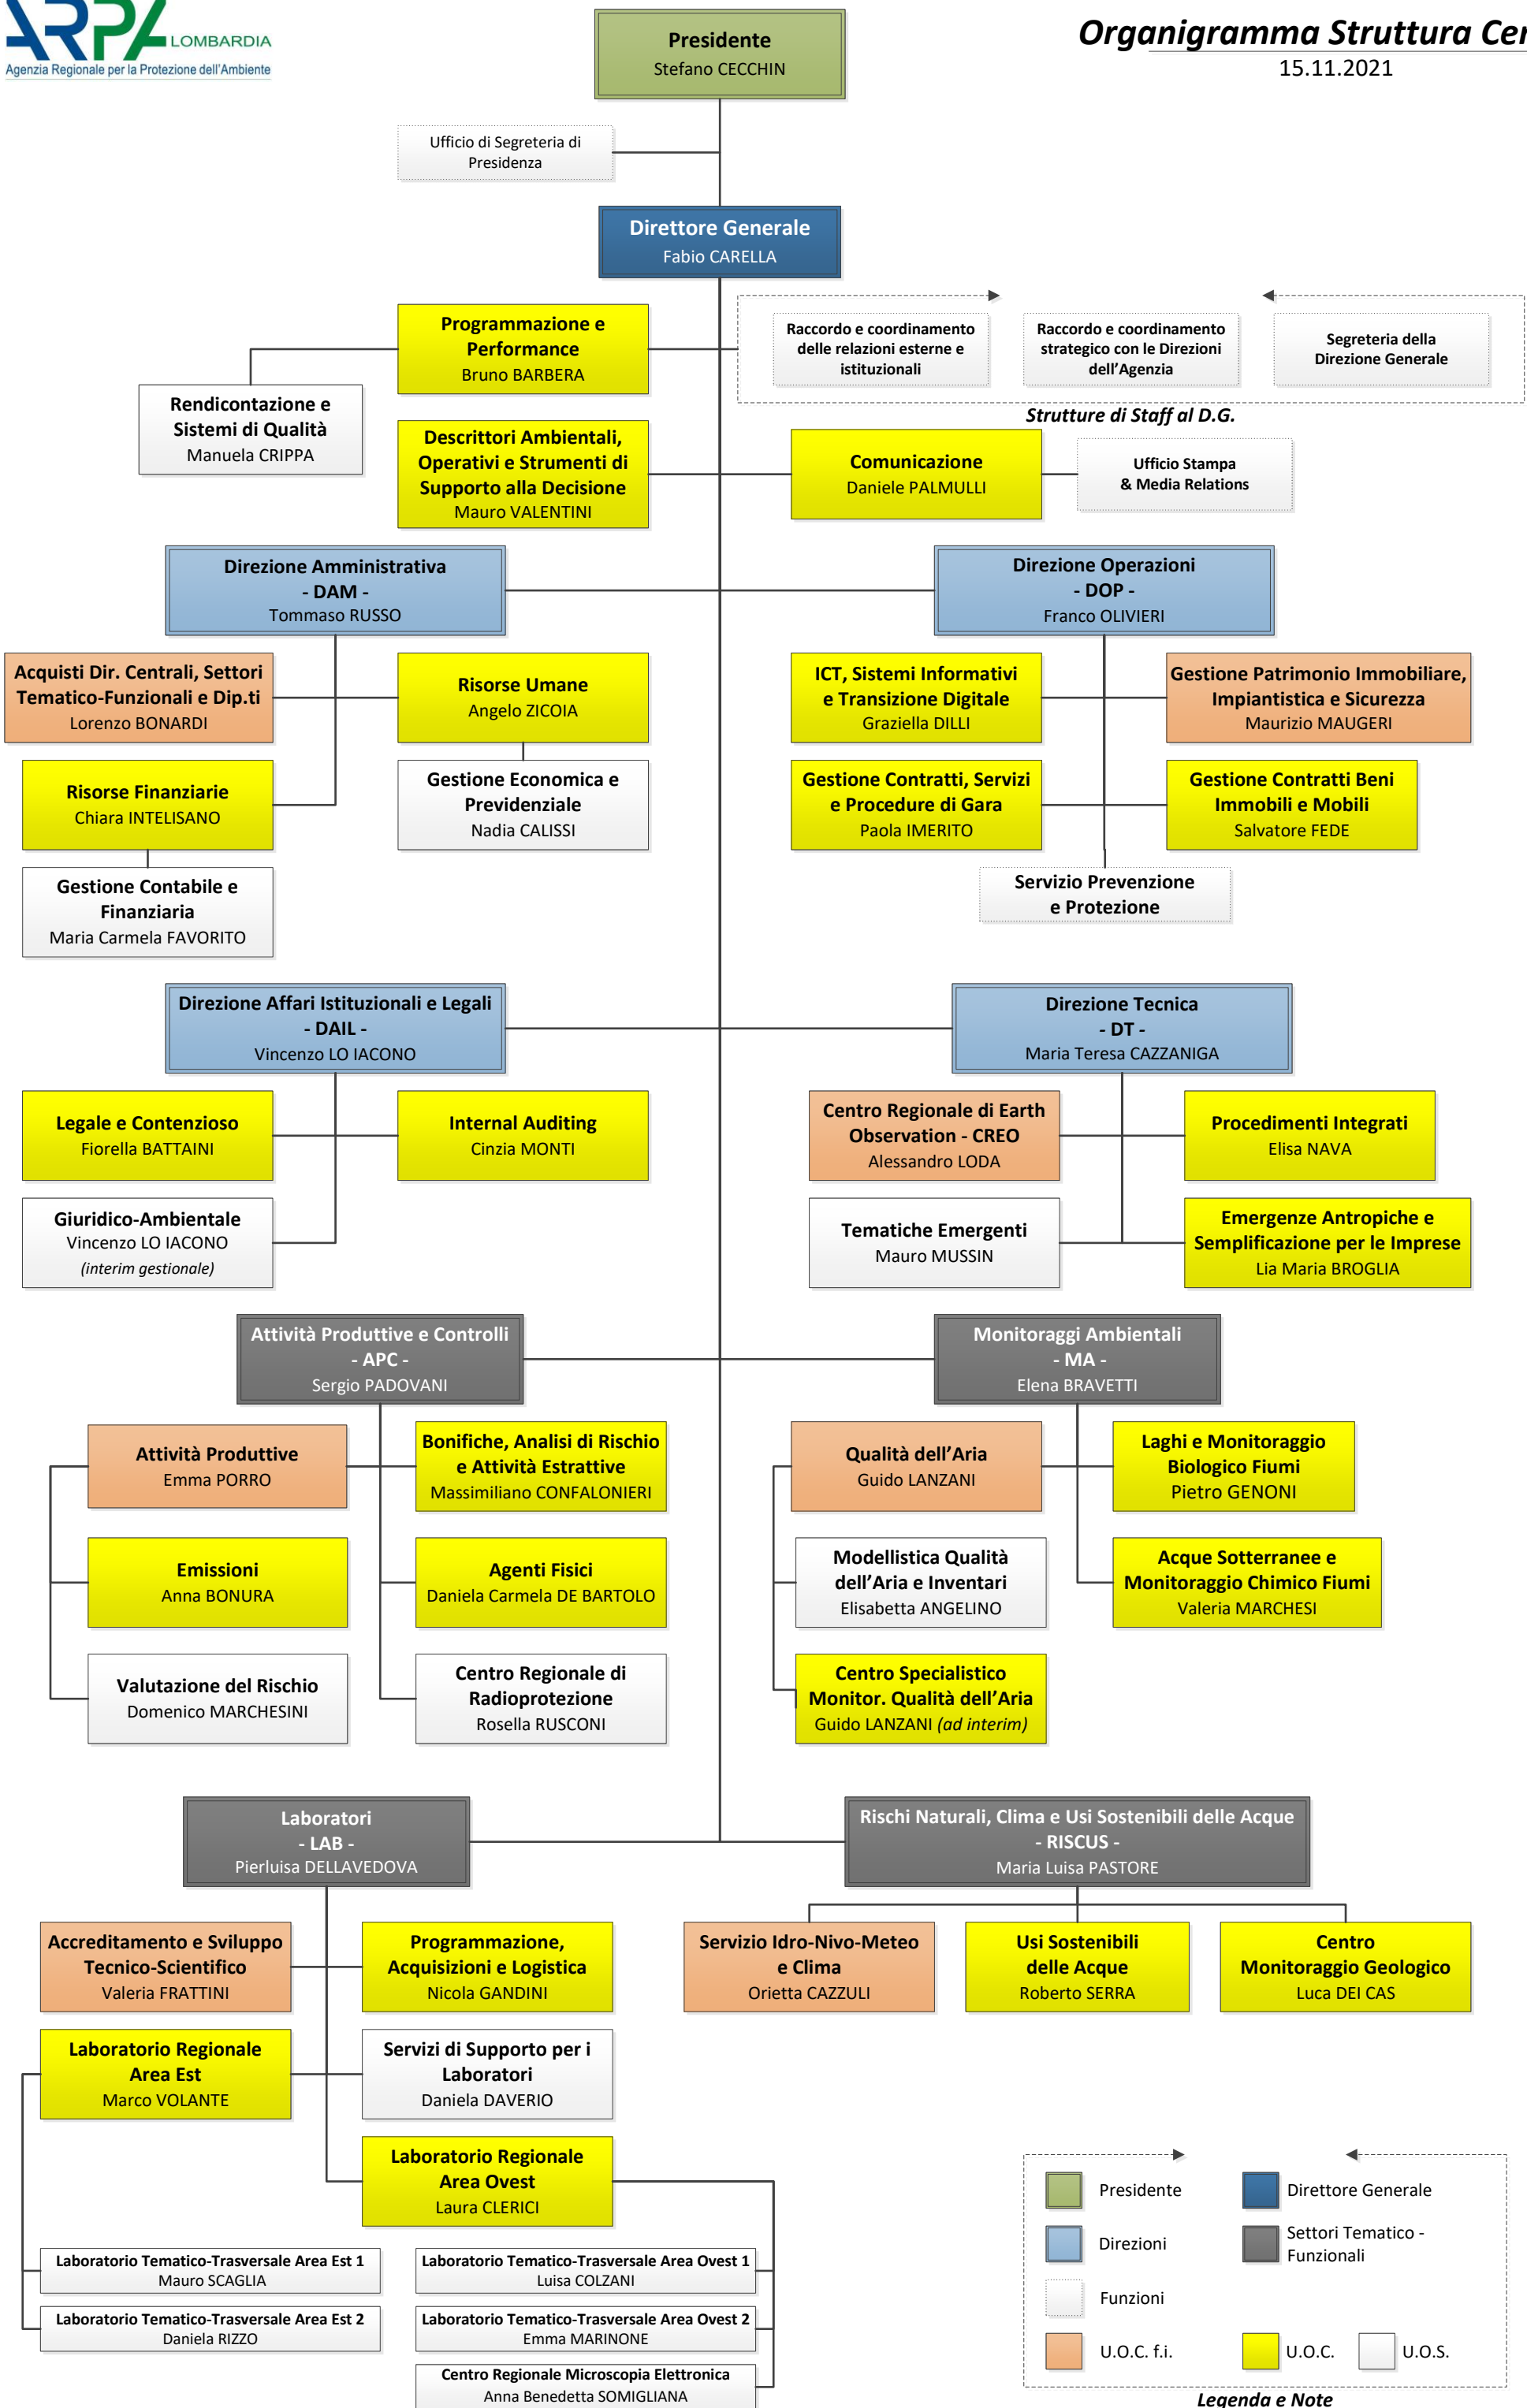 ARPA LOMBARDIA
Agenzia Regionale per la Protezione dell'Ambiente
Organigramma Struttura Cen
15.11.2021
Presidente
Stefano CECCHIN
Ufficio di Segreteria di
Presidenza
Direttore Generale
Fabio CARELLA
Programmazione e
Performance
Bruno BARBERA
Raccordo e coordinamento
delle relazioni esterne e
istituzionali
Raccordo e coordinamento
strategico con le Direzioni
dell'Agenzia
Segreteria della
Direzione Generale
Strutture di Staff al D.G.
Rendicontazione e
Sistemi di Qualità
Manuela CRIPPA
Descrittori Ambientali,
Operativi e Strumenti di
Supporto alla Decisione
Mauro VALENTINI
Comunicazione
Daniele PALMULLI
Ufficio Stampa
& Media Relations
Direzione Amministrativa
- DAM -
Tommaso RUSSO
Direzione Operazioni
- DOP -
Franco OLIVIERI
Acquisti Dir. Centrali, Settori
Tematico-Funzionali e Dip.ti
Lorenzo BONARDI
Risorse Umane
Angelo ZICOIA
ICT, Sistemi Informativi
e Transizione Digitale
Graziella DILLI
Gestione Patrimonio Immobiliare,
Impiantistica e Sicurezza
Maurizio MAUGERI
Risorse Finanziarie
Chiara INTELISANO
Gestione Economica e
Previdenziale
Nadia CALISSI
Gestione Contratti, Servizi
e Procedure di Gara
Paola IMERITO
Gestione Contratti Beni
Immobili e Mobili
Salvatore FEDE
Gestione Contabile e
Finanziaria
Maria Carmela FAVORITO
Servizio Prevenzione
e Protezione
Direzione Affari Istituzionali e Legali
- DAIL -
Vincenzo LO IACONO
Direzione Tecnica
- DT -
Maria Teresa CAZZANIGA
Legale e Contenzioso
Fiorella BATTAINI
Internal Auditing
Cinzia MONTI
Centro Regionale di Earth
Observation - CREO
Alessandro LODA
Procedimenti Integrati
Elisa NAVA
Giuridico-Ambientale
Vincenzo LO IACONO
(interim gestionale)
Tematiche Emergenti
Mauro MUSSIN
Emergenze Antropiche e
Semplificazione per le Imprese
Lia Maria BROGLIA
Attività Produttive e Controlli
- APC -
Sergio PADOVANI
Monitoraggi Ambientali
- MA -
Elena BRAVETTI
Attività Produttive
Emma PORRO
Bonifiche, Analisi di Rischio
e Attività Estrattive
Massimiliano CONFALONIERI
Qualità dell'Aria
Guido LANZANI
Laghi e Monitoraggio
Biologico Fiumi
Pietro GENONI
Emissioni
Anna BONURA
Agenti Fisici
Daniela Carmela DE BARTOLO
Modellistica Qualità
dell'Aria e Inventari
Elisabetta ANGELINO
Acque Sotterranee e
Monitoraggio Chimico Fiumi
Valeria MARCHESI
Valutazione del Rischio
Domenico MARCHESINI
Centro Regionale di
Radioprotezione
Rosella RUSCONI
Centro Specialistico
Monitor. Qualità dell'Aria
Guido LANZANI (ad interim)
Laboratori
- LAB -
Pierluisa DELLAVEDOVA
Rischi Naturali, Clima e Usi Sostenibili delle Acque
- RISCUS -
Maria Luisa PASTORE
Accreditamento e Sviluppo
Tecnico-Scientifico
Valeria FRATTINI
Programmazione,
Acquisizioni e Logistica
Nicola GANDINI
Servizio Idro-Nivo-Meteo
e Clima
Orietta CAZZULI
Usi Sostenibili
delle Acque
Roberto SERRA
Centro
Monitoraggio Geologico
Luca DEI CAS
Laboratorio Regionale
Area Est
Marco VOLANTE
Servizi di Supporto per i
Laboratori
Daniela DAVERIO
Laboratorio Regionale
Area Ovest
Laura CLERICI
Laboratorio Tematico-Trasversale Area Est 1
Mauro SCAGLIA
Laboratorio Tematico-Trasversale Area Ovest 1
Luisa COLZANI
Laboratorio Tematico-Trasversale Area Est 2
Daniela RIZZO
Laboratorio Tematico-Trasversale Area Ovest 2
Emma MARINONE
Centro Regionale Microscopia Elettronica
Anna Benedetta SOMIGLIANA
Presidente
Direttore Generale
Direzioni
Settori Tematico -
Funzionali
Funzioni
U.O.C. f.i.
U.O.C.
U.O.S.
Legenda e Note